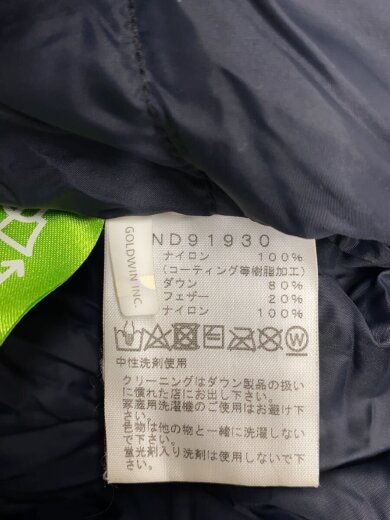 GOLDWIN INC.
ND91930
ナイロン 100%
(コーティング等樹脂加工)
ダウン 80%
フェザー 20%
ナイロン 100%
W
中性洗剤使用
クリーニングはダウン製品の扱い
に慣れた店にお出し下さい。
家庭用洗濯機のご使用はお避け下
さい。
色物は他の物と一緒に洗濯しない
で下さい。
蛍光剤入り洗剤は使用しないで下
さい。